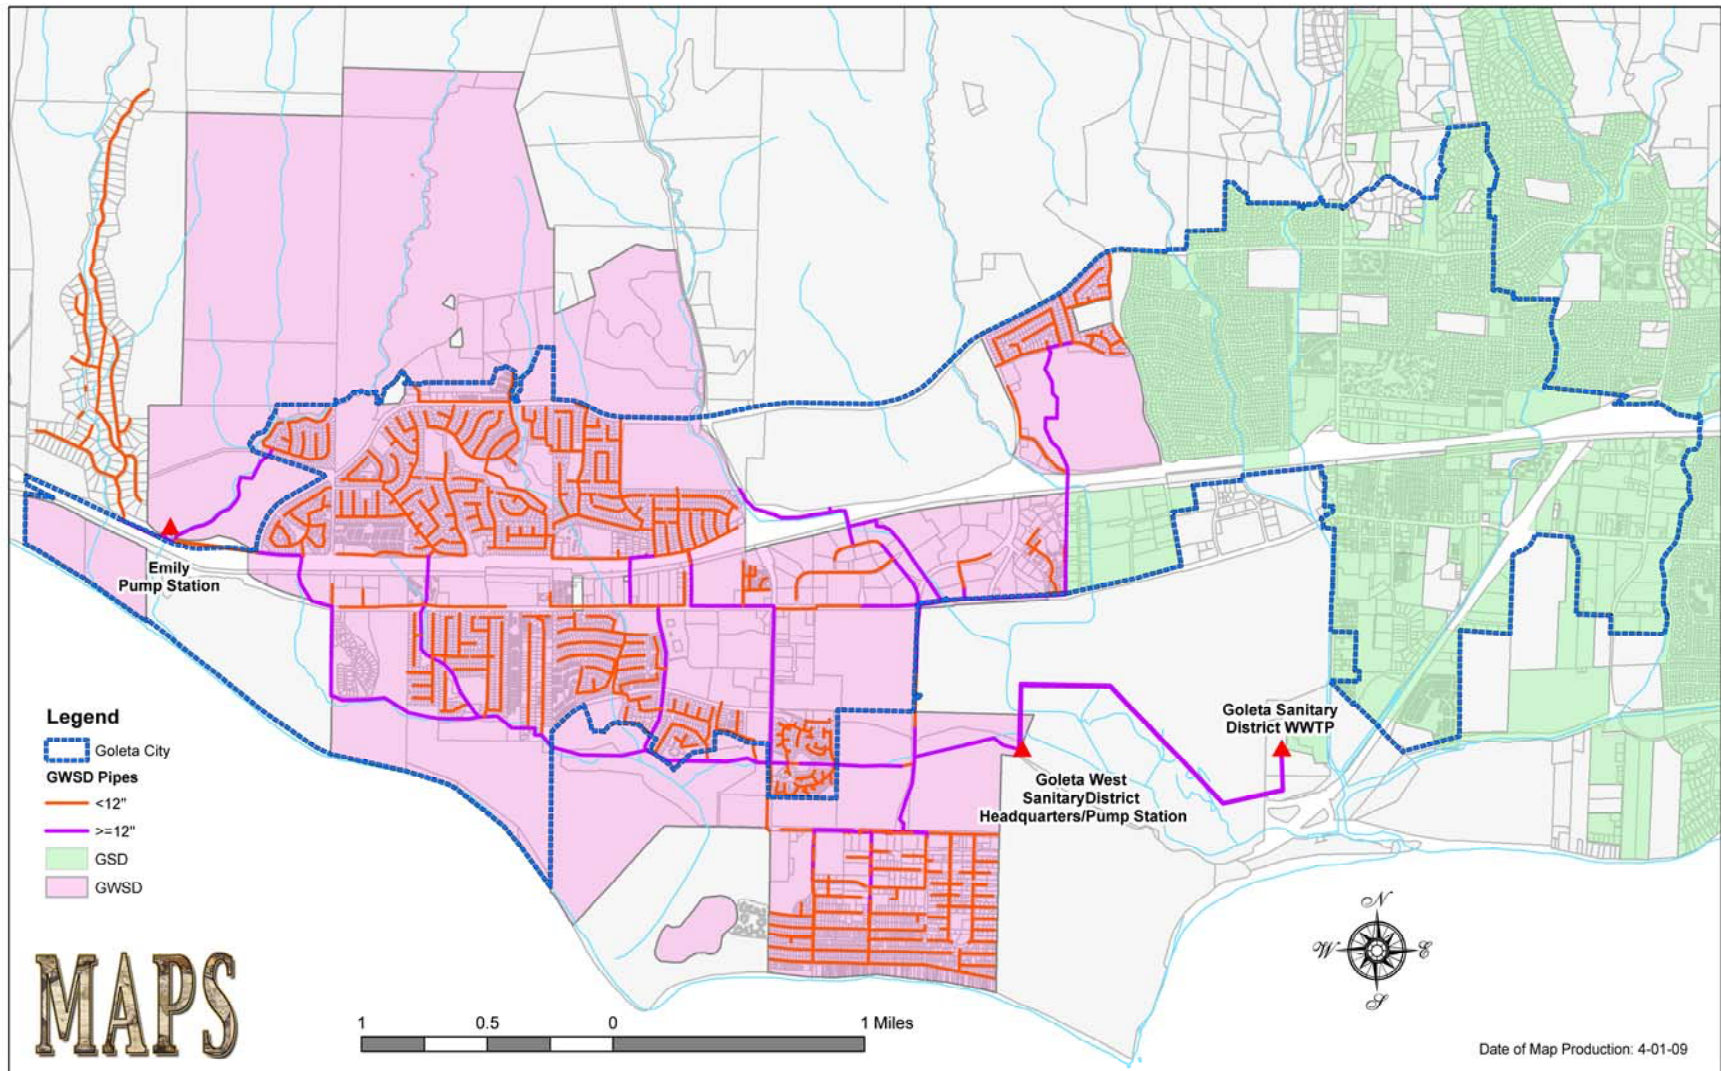 Emily
Pump Station
Goleta Sanitary
District WWTP
Goleta West
SanitaryDistrict
Headquarters/Pump Station
Legend
Goleta City
GWSD Pipes
<12"
>=12"
GSD
GWSD
MAPS
1 0.5 0 1 Miles
N
W E
S
Date of Map Production: 4-01-09